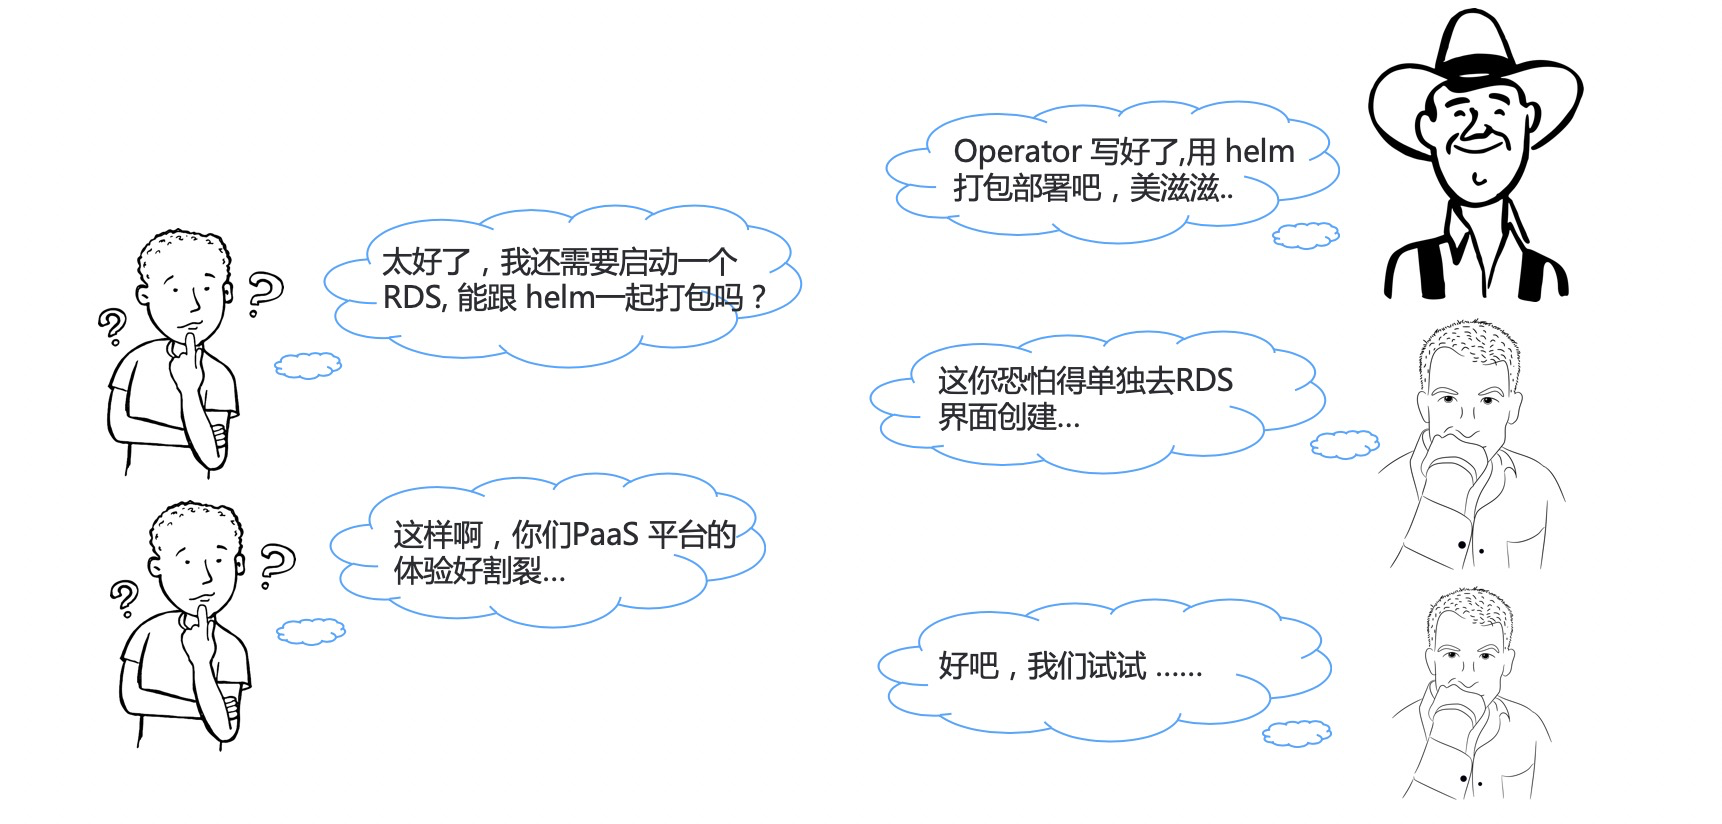 Operator 写好了,用 helm
打包部署吧，美滋滋..
太好了，我还需要启动一个
RDS, 能跟 helm一起打包吗？
这你恐怕得单独去RDS
界面创建...
这样啊，你们PaaS 平台的
体验好割裂...
好吧，我们试试 ......
?
?
?
?